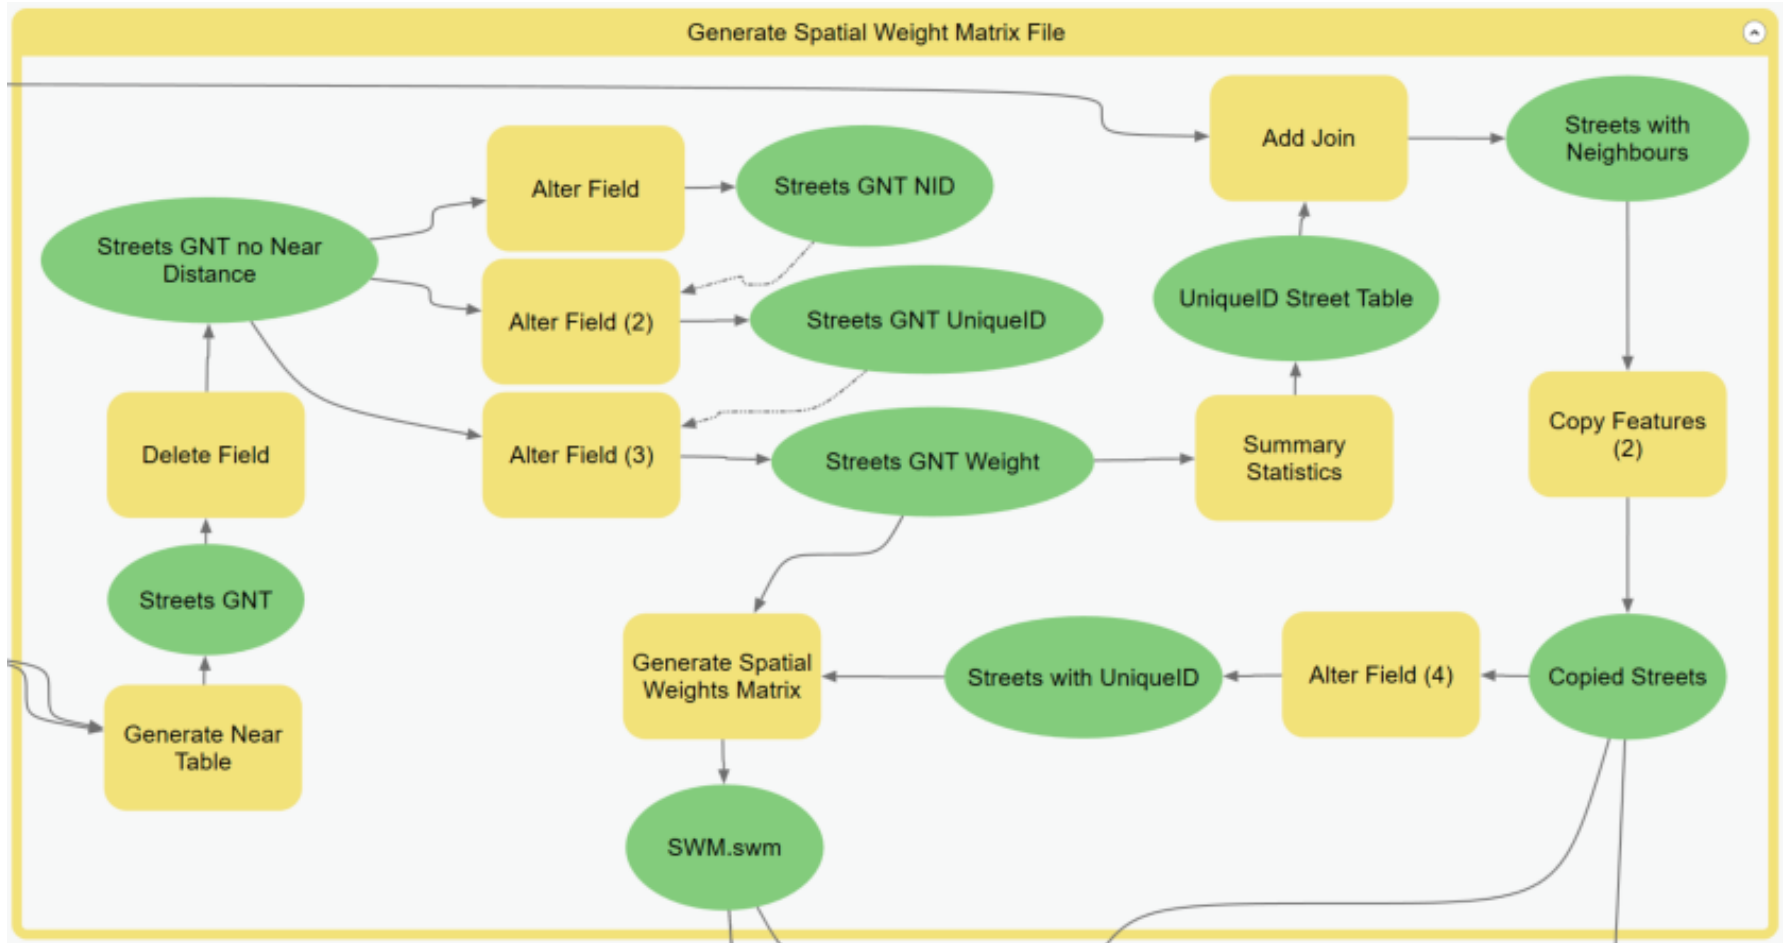 Generate Spatial Weight Matrix File
Add Join
Streets with
Neighbours
Alter Field
Streets GNT NID
Streets GNT no Near
Distance
UniqueID Street Table
Alter Field (2)
Streets GNT UniqueID
Delete Field
Alter Field (3)
Streets GNT Weight
Summary
Statistics
Copy Features
(2)
Streets GNT
Generate Spatial
Weights Matrix
Streets with UniqueID
Alter Field (4)
Copied Streets
Generate Near
Table
SWM.swm